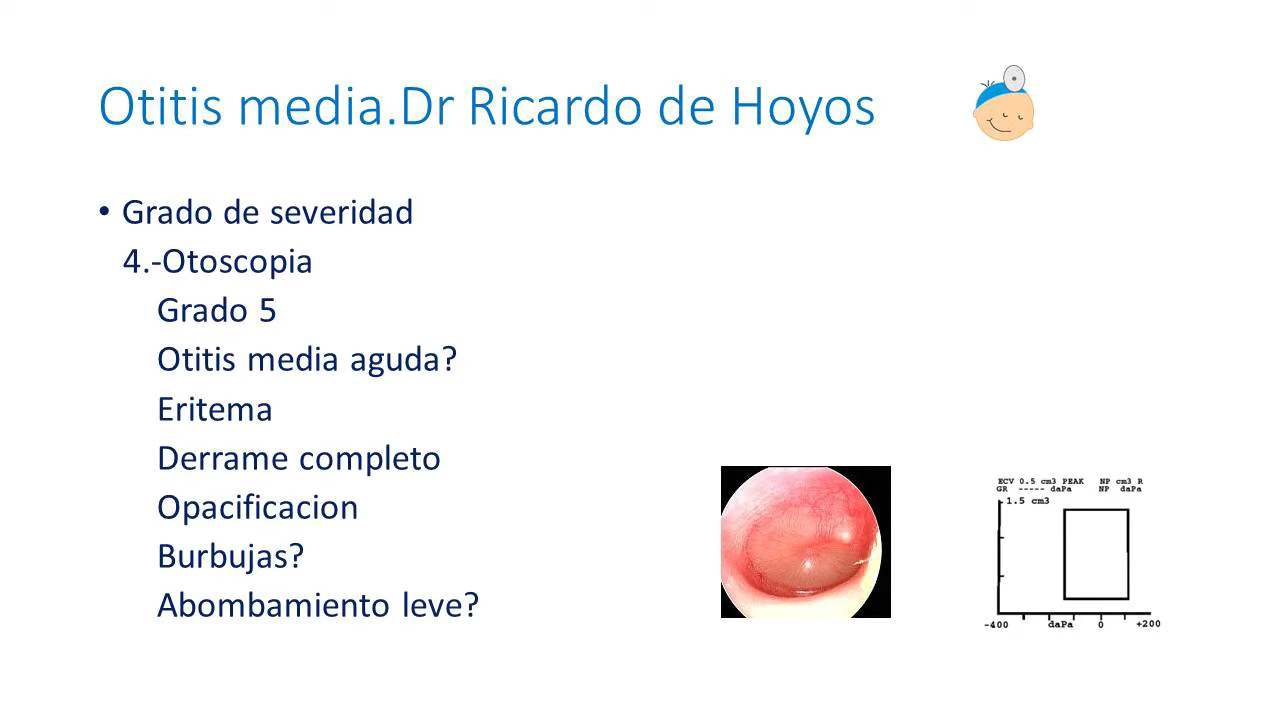 Otitis media.Dr Ricardo de Hoyos
• Grado de severidad
4.-Otoscopia
Grado 5
Otitis media aguda?
Eritema
Derrame completo
Opacificacion
Burbujas?
Abombamiento leve?
ECV 0.5 cm3 PEAK NP cm3 R
GR ----- daPa NP daPa
1.5 cm3
-400 daPa 0 +200